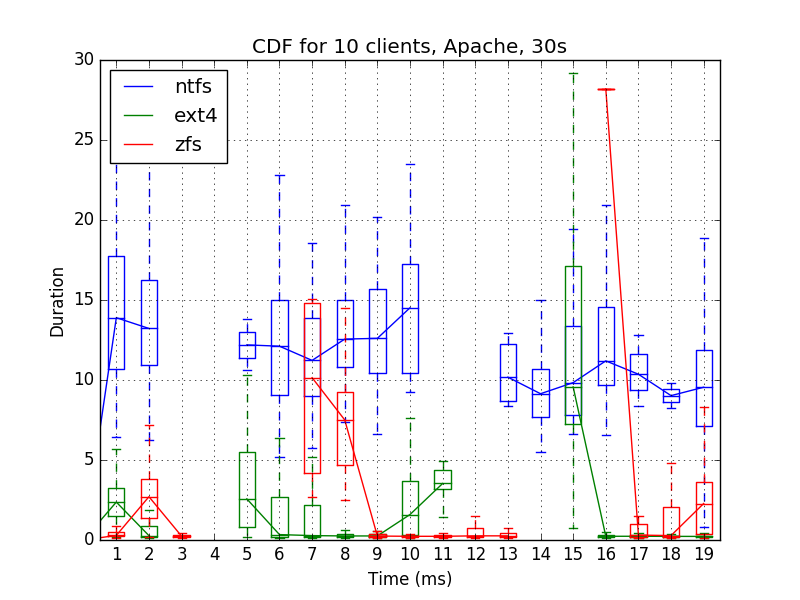 CDF for 10 clients, Apache, 30s
30
25
20
15
10
5
0
Duration
ntfs
ext4
zfs
1 2 3 4 5 6 7 8 9 10 11 12 13 14 15 16 17 18 19
Time (ms)